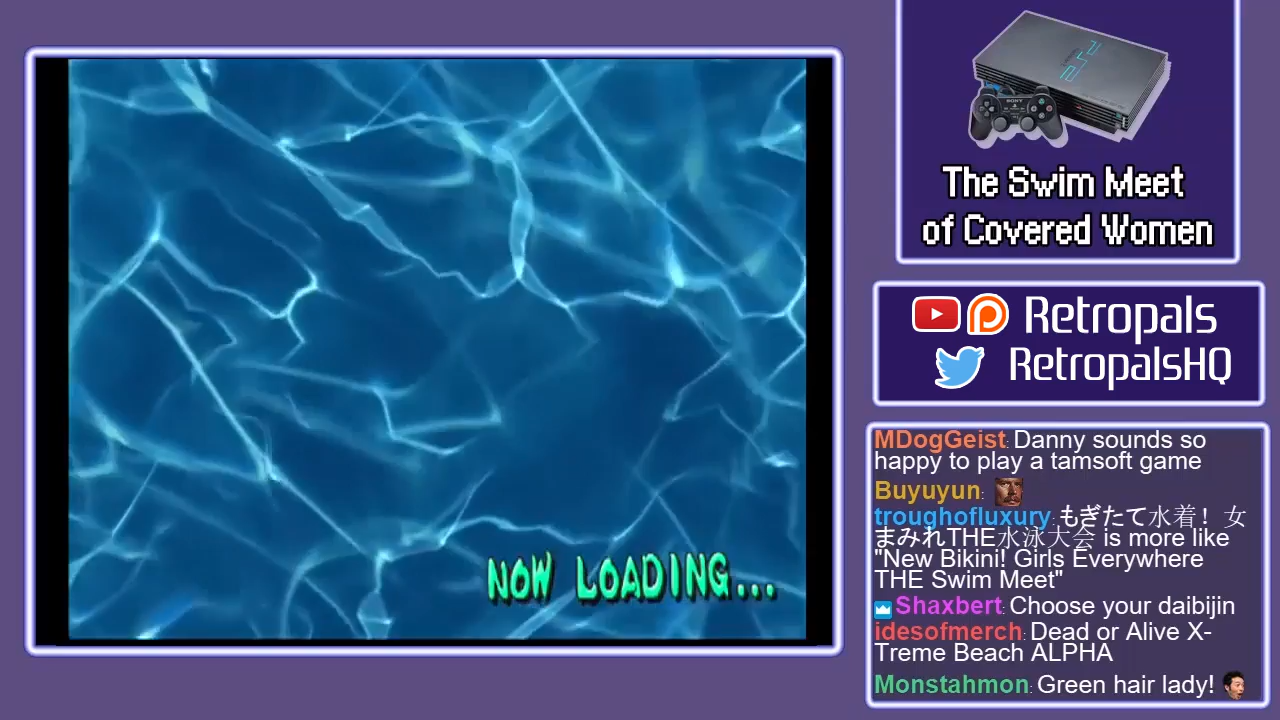 The Swim Meet
of Covered Women
Retropals
RetropalsHQ
NOW LOADING...
MDogGeist: Danny sounds so
happy to play a tamsoft game
Buyuyun:
troughofluxury: もぎたて水着！女
まみれTHE水泳大会 is more like
"New Bikini! Girls Everywhere
THE Swim Meet"
Shaxbert: Choose your daibijin
idesofmerch: Dead or Alive X-
Treme Beach ALPHA
Monstahmon: Green hair lady!